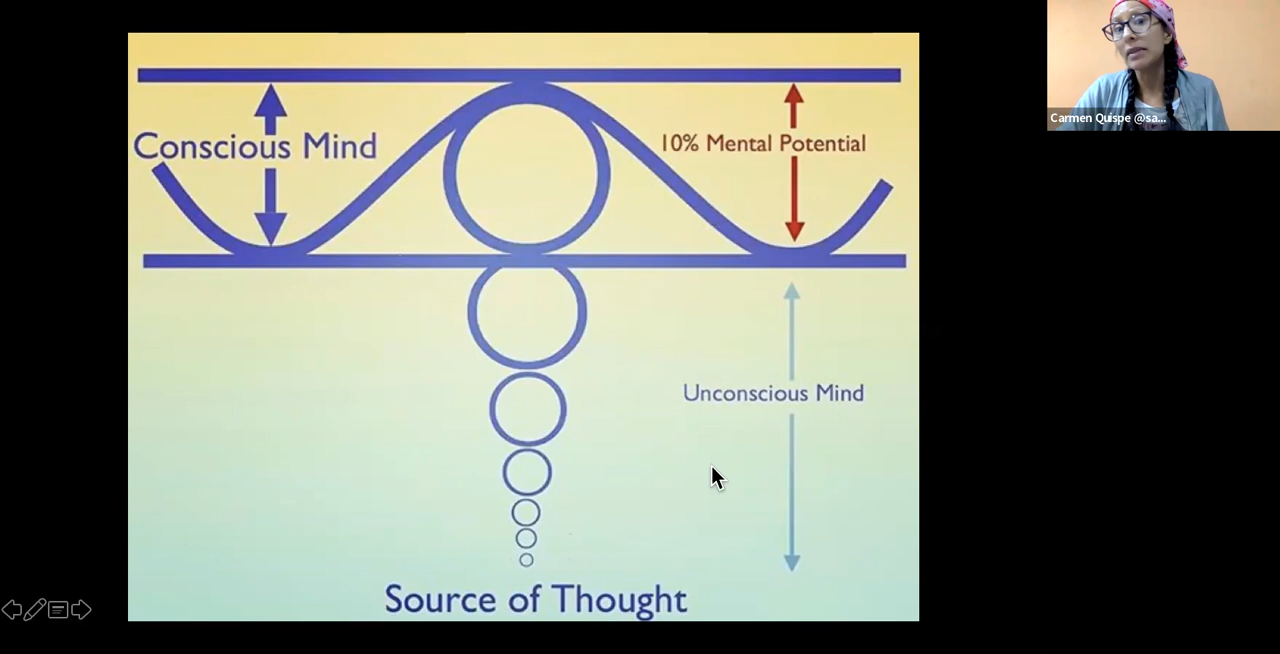 Conscious Mind
10% Mental Potential
Unconscious Mind
Source of Thought
Carmen Quispe @sa...